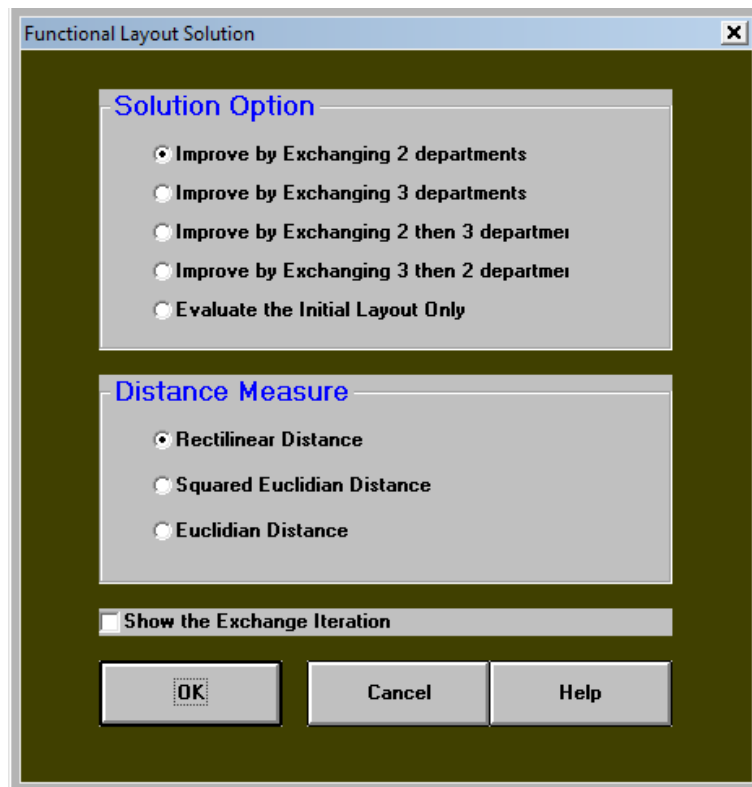 Functional Layout Solution
Solution Option
Improve by Exchanging 2 departments
Improve by Exchanging 3 departments
Improve by Exchanging 2 then 3 departmei
Improve by Exchanging 3 then 2 departmei
Evaluate the Initial Layout Only
Distance Measure
Rectilinear Distance
Squared Euclidian Distance
Euclidian Distance
Show the Exchange Iteration
OK Cancel Help